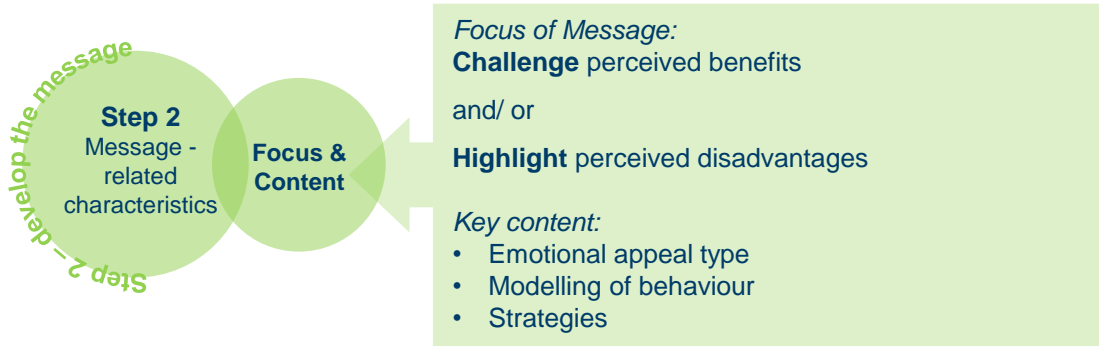 Step 2 – develop the message
Step 2
Message -
related
characteristics
Focus &
Content
Focus of Message:
Challenge perceived benefits
and/ or
Highlight perceived disadvantages
Key content:
• Emotional appeal type
• Modelling of behaviour
• Strategies